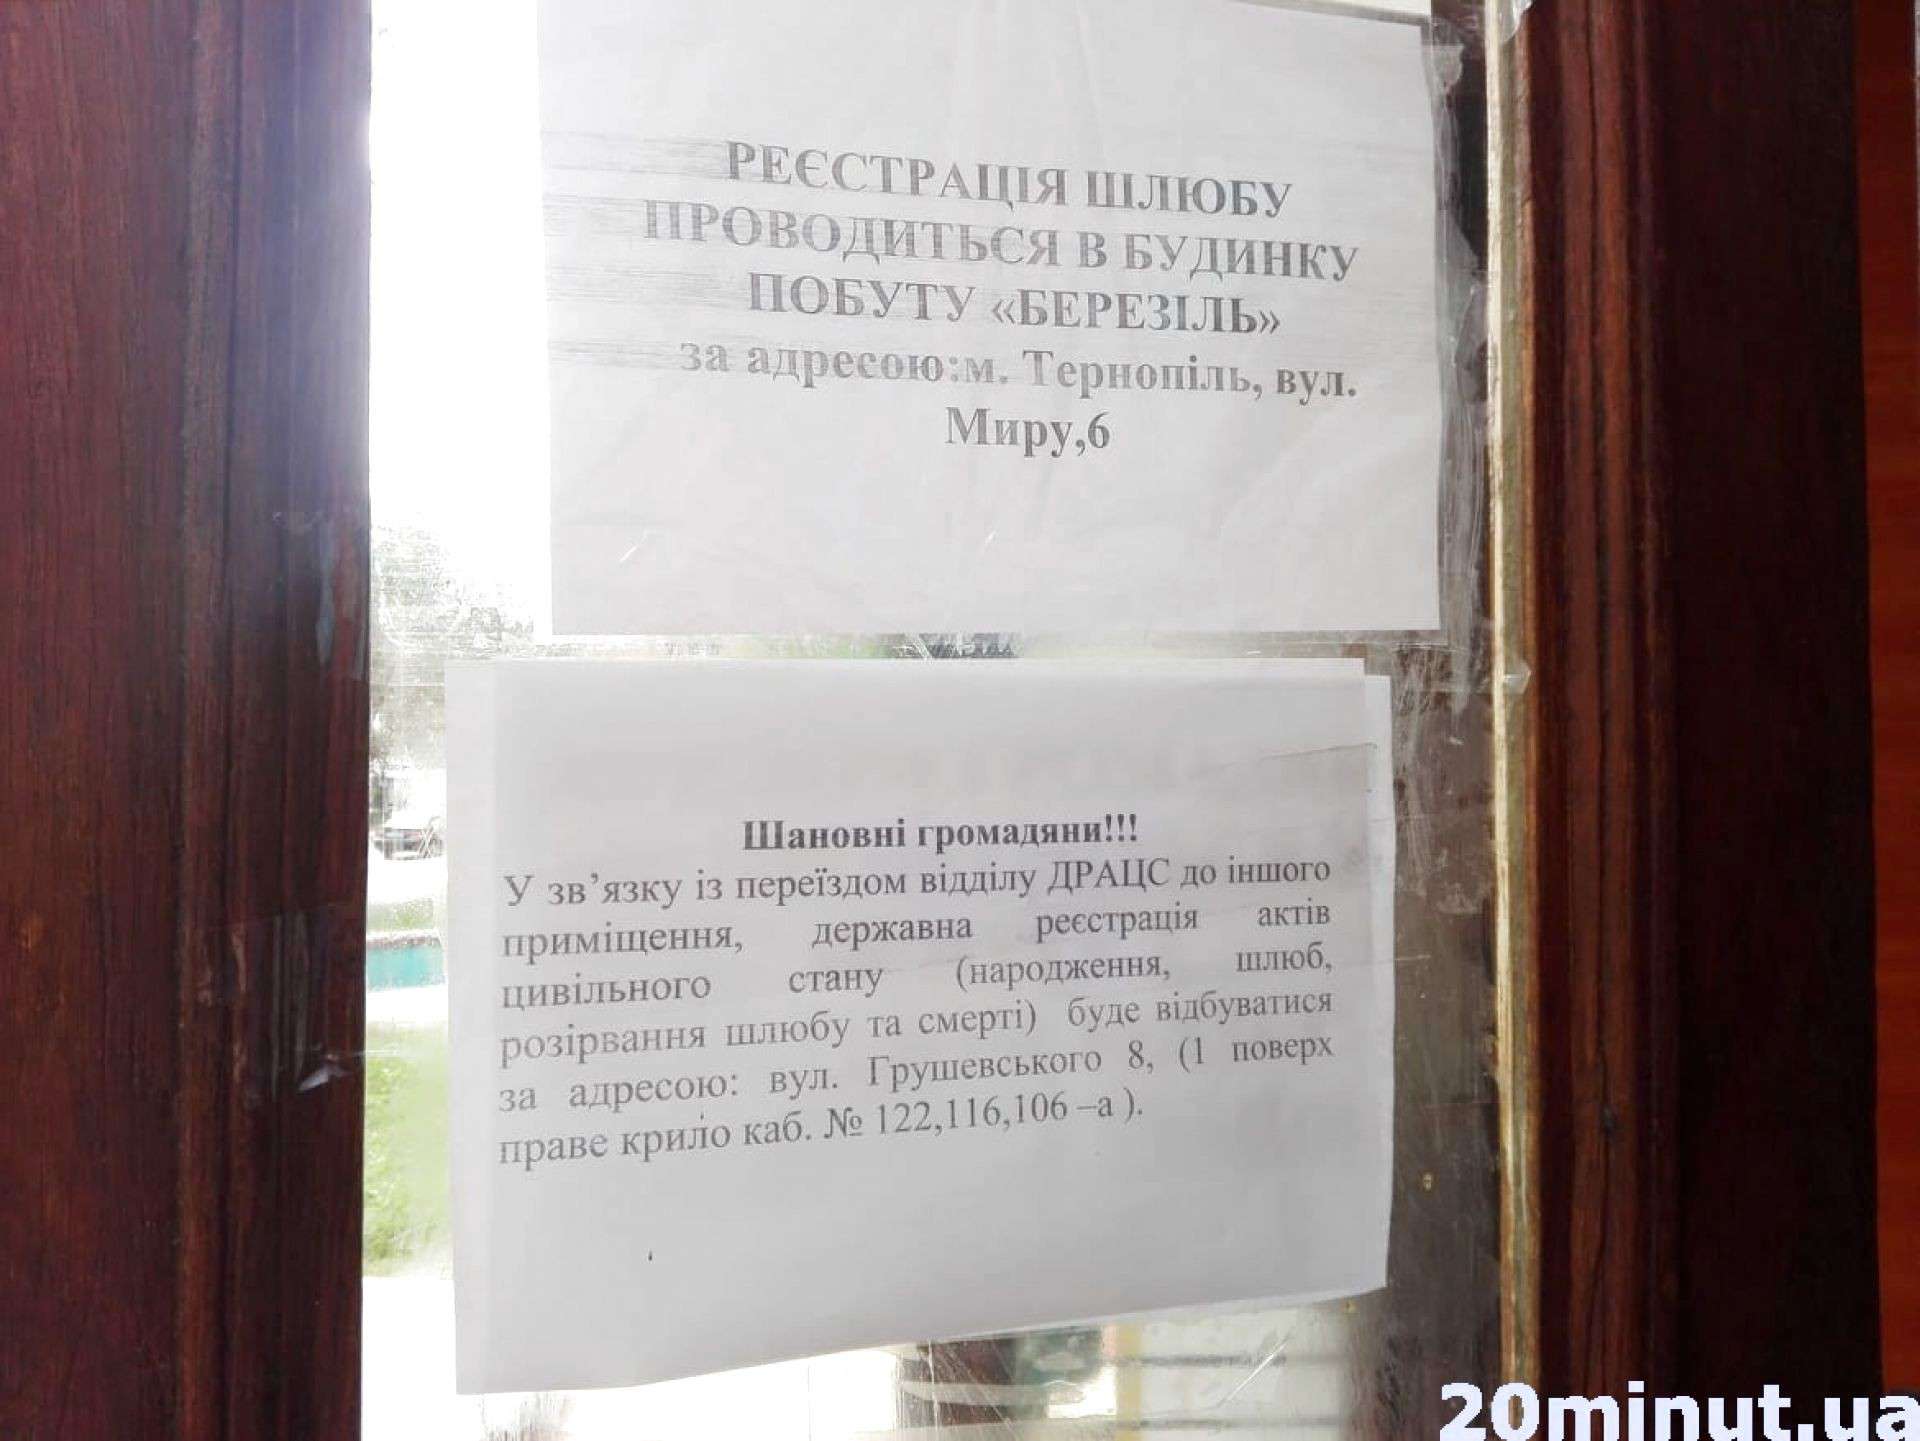 РЕЄСТРАЦІЯ ШЛЮБУ
ПРОВОДИТЬСЯ В БУДИНКУ
ПОБУТУ «БЕРЕЗІЛЬ»
за адресою:м. Тернопіль, вул.
Миру,6
Шановні громадяни!!!
У зв’язку із переїздом відділу ДРАЦС до іншого
приміщення, державна реєстрація актів
цивільного стану (народження, шлюб,
розірвання шлюбу та смерті) буде відбуватися
за адресою: вул. Грушевського 8, (1 поверх
праве крило каб. № 122,116,106 –а ).
20minut.ua